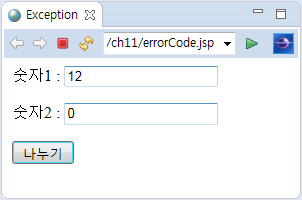 Exception
/ch11/errorCode.jsp
숫자1 : 12
숫자2 : 0
나누기